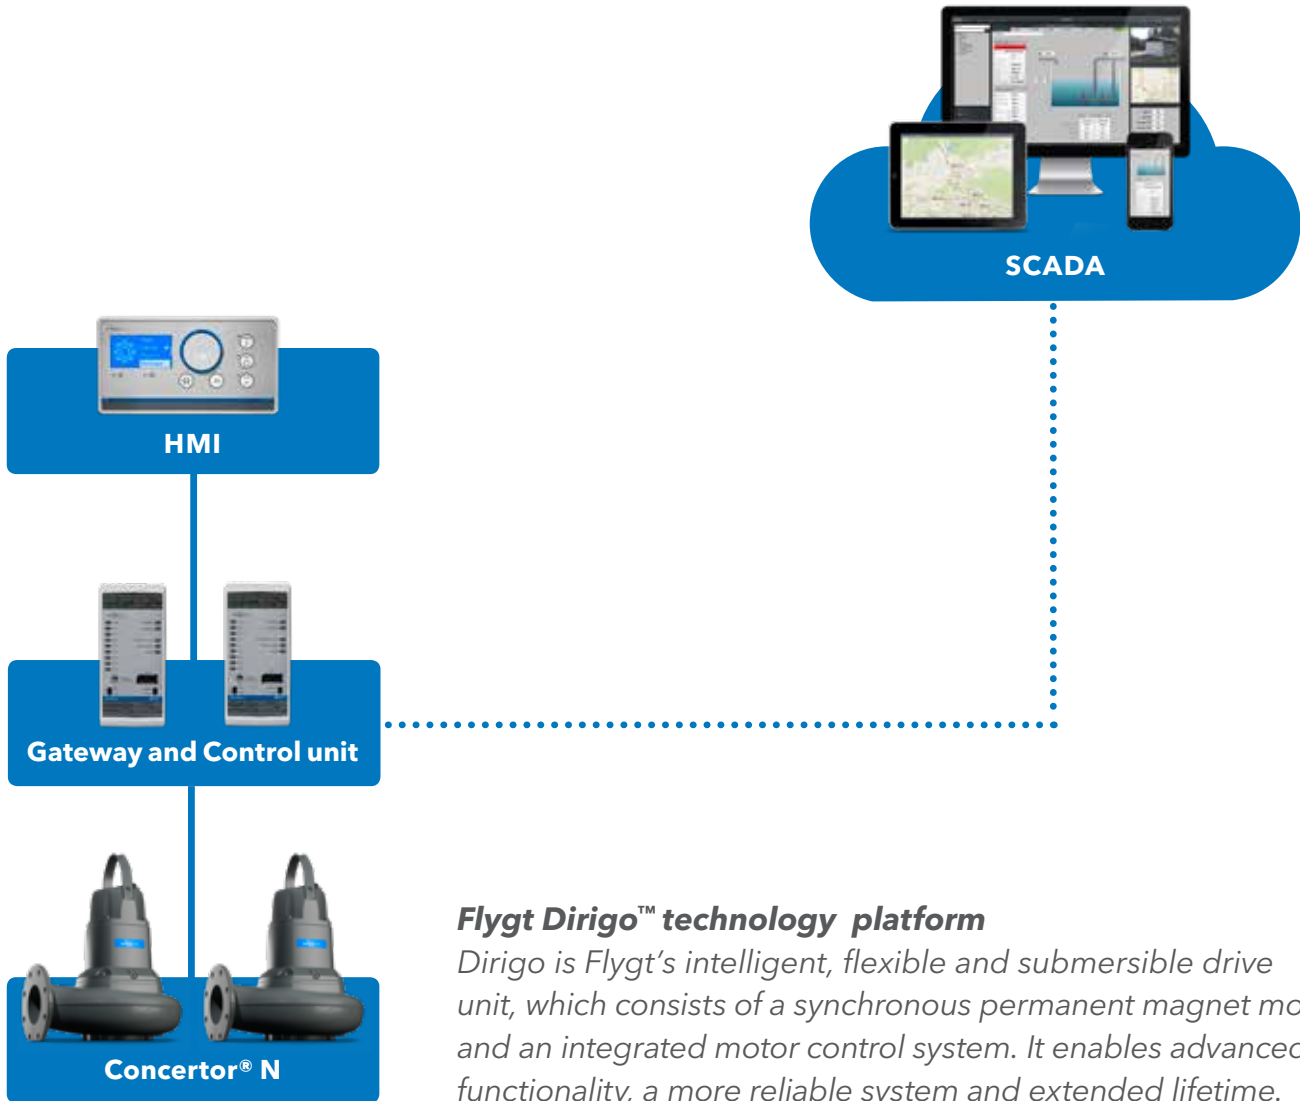 SCADA
HMI
Gateway and Control unit
Concertor® N
Flygt Dirigo™ technology platform
Dirigo is Flygt's intelligent, flexible and submersible drive
unit, which consists of a synchronous permanent magnet mo
and an integrated motor control system. It enables advanced
functionality, a more reliable system and extended lifetime.